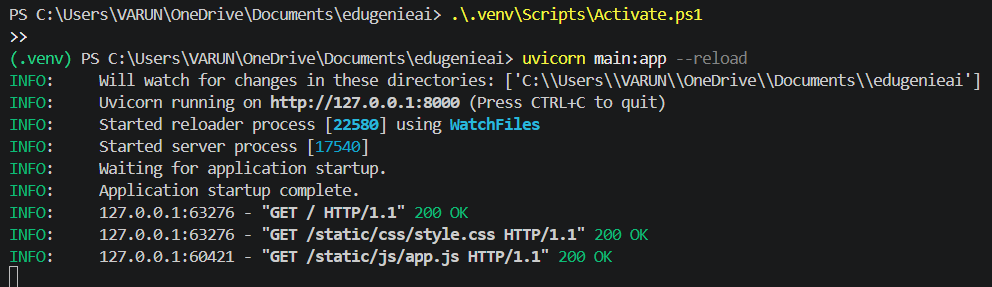 PS C:\Users\VARUN\OneDrive\Documents\edugenieai> .\.venv\Scripts\Activate.ps1
>>
(.venv) PS C:\Users\VARUN\OneDrive\Documents\edugenieai> uvicorn main:app --reload
INFO:     Will watch for changes in these directories: ['C:\\Users\\VARUN\\OneDrive\\Documents\\edugenieai']
INFO:     Uvicorn running on http://127.0.0.1:8000 (Press CTRL+C to quit)
INFO:     Started reloader process [22580] using WatchFiles
INFO:     Started server process [17540]
INFO:     Waiting for application startup.
INFO:     Application startup complete.
INFO:     127.0.0.1:63276 - "GET / HTTP/1.1" 200 OK
INFO:     127.0.0.1:63276 - "GET /static/css/style.css HTTP/1.1" 200 OK
INFO:     127.0.0.1:60421 - "GET /static/js/app.js HTTP/1.1" 200 OK